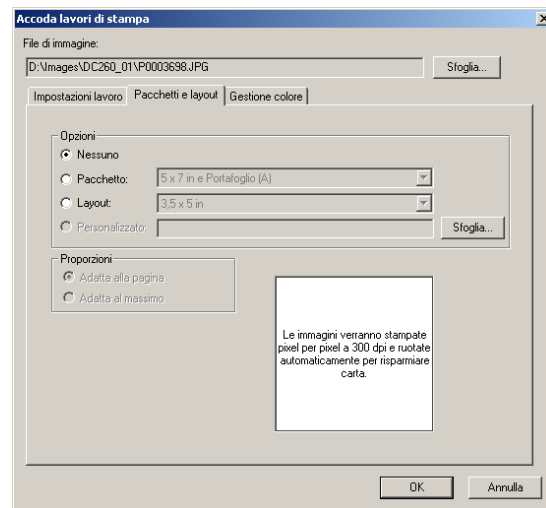 Accoda lavori di stampa
File di immagine:
D:\Images\DC260_01\P0003698.JPG
Sfoglia...
Impostazioni lavoro
Pacchetti e layout
Gestione colore
Opzioni
Nessuno
Pacchetto:
5 x 7 in e Portafoglio (A)
Layout:
3,5 x 5 in
Personalizzato:
Sfoglia...
Proporzioni
Adatta alla pagina
Adatta al massimo
Le immagini verranno stampate
pixel per pixel a 300 dpi e ruotate
automaticamente per risparmiare
carta.
OK
Annulla